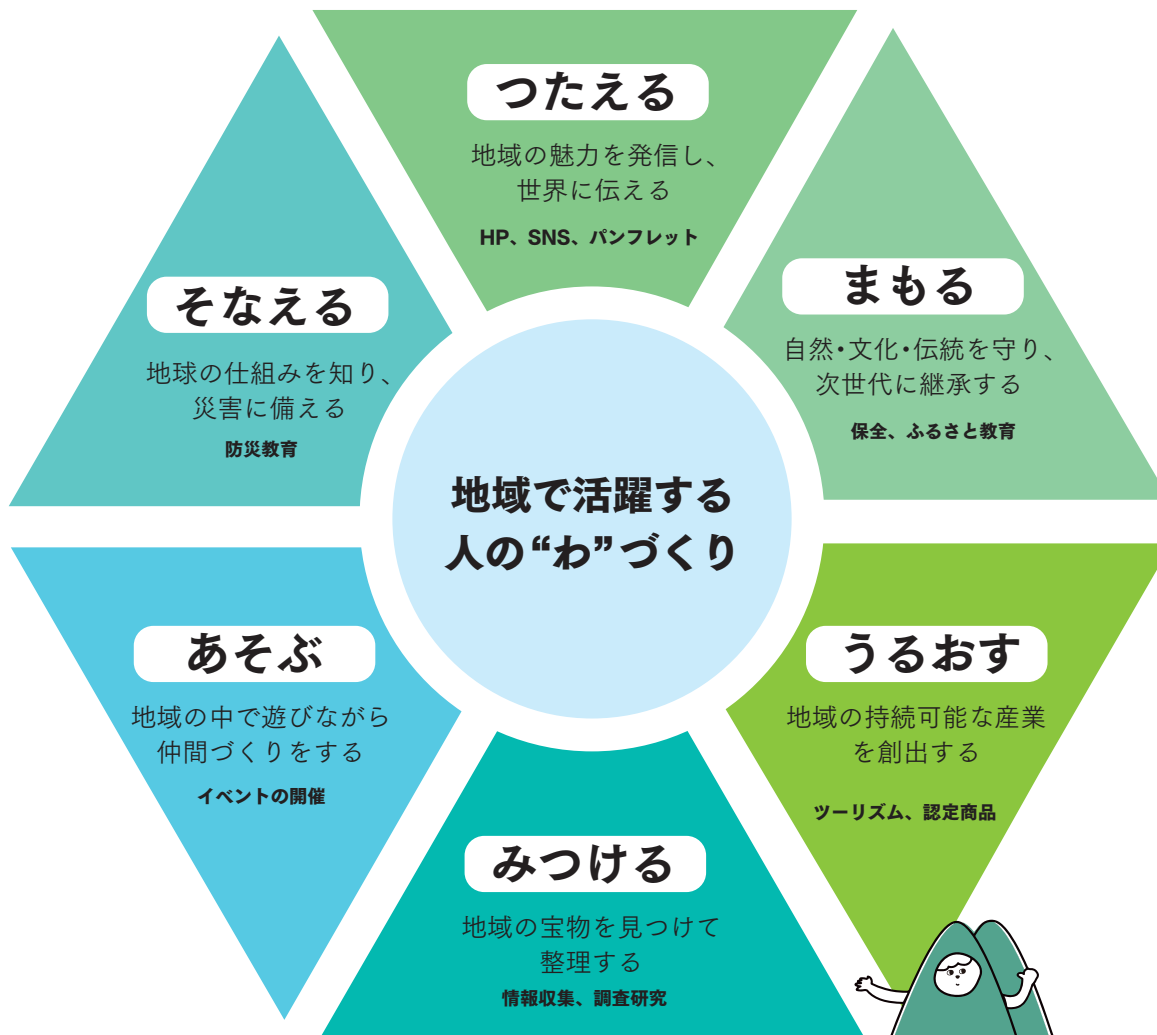 つたえる
地域の魅力を発信し、
世界に伝える
HP、SNS、パンフレット
まもる
自然・文化・伝統を守り、
次世代に継承する
保全、ふるさと教育
うるおす
地域の持続可能な産業
を創出する
ツーリズム、認定商品
みつける
地域の宝物を見つけて
整理する
情報収集、調査研究
あそぶ
地域の中で遊びながら
仲間づくりをする
イベントの開催
そなえる
地球の仕組みを知り、
災害に備える
防災教育
地域で活躍する
人の“わ”づくり